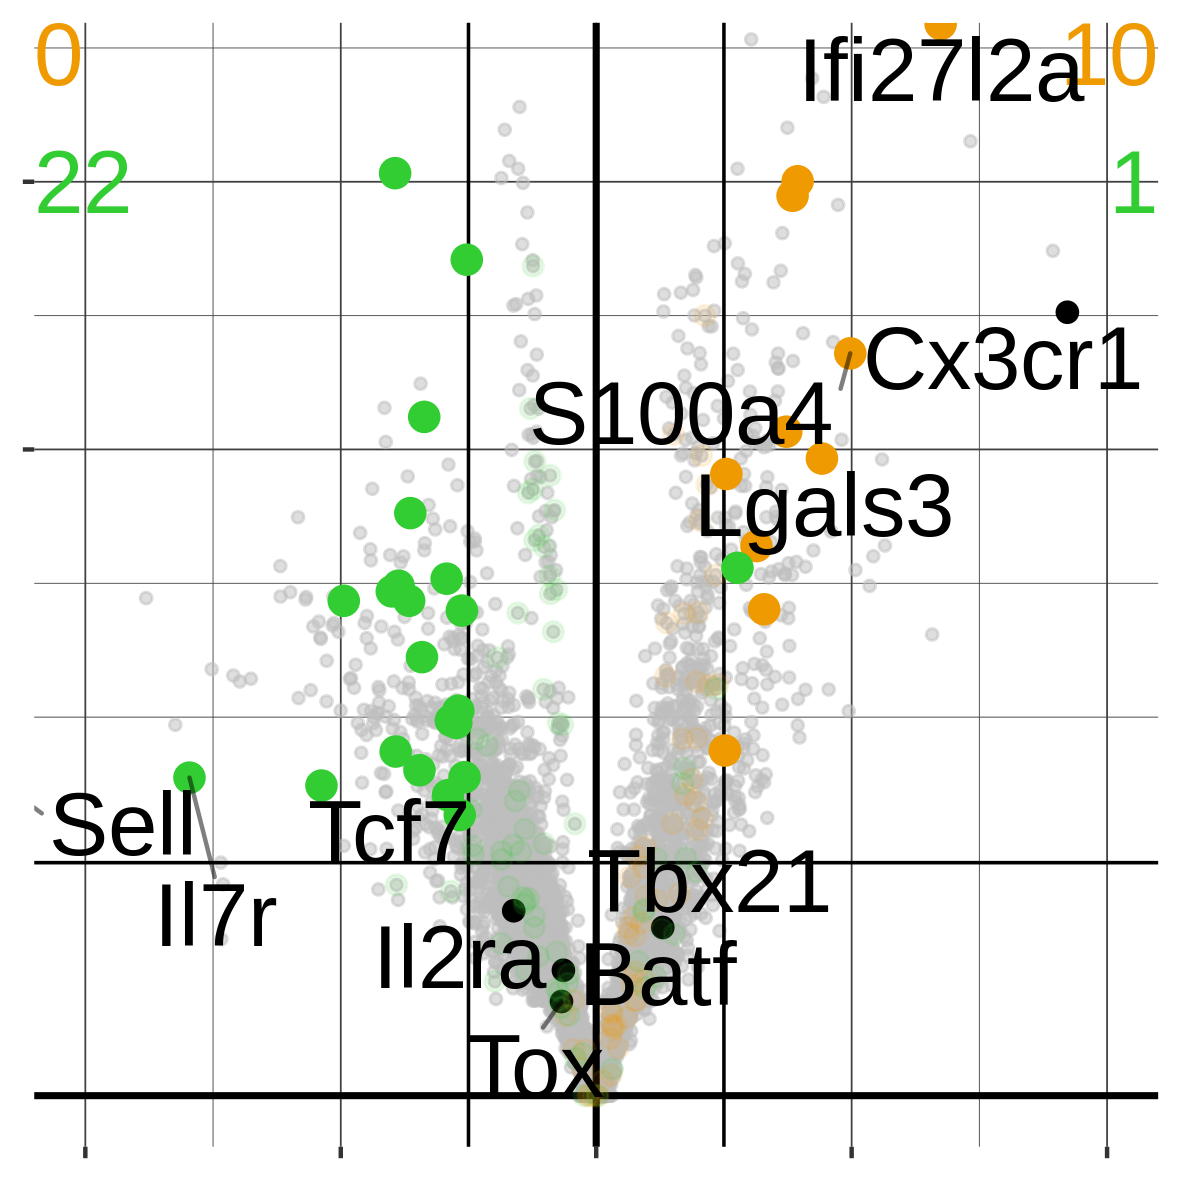 0
10
Ifi27l2a
22
1
Cx3cr1
S100a4
Lgals3
Sell
Tcf7
Il7r
Tbx21
Il2ra
Batf
Tox